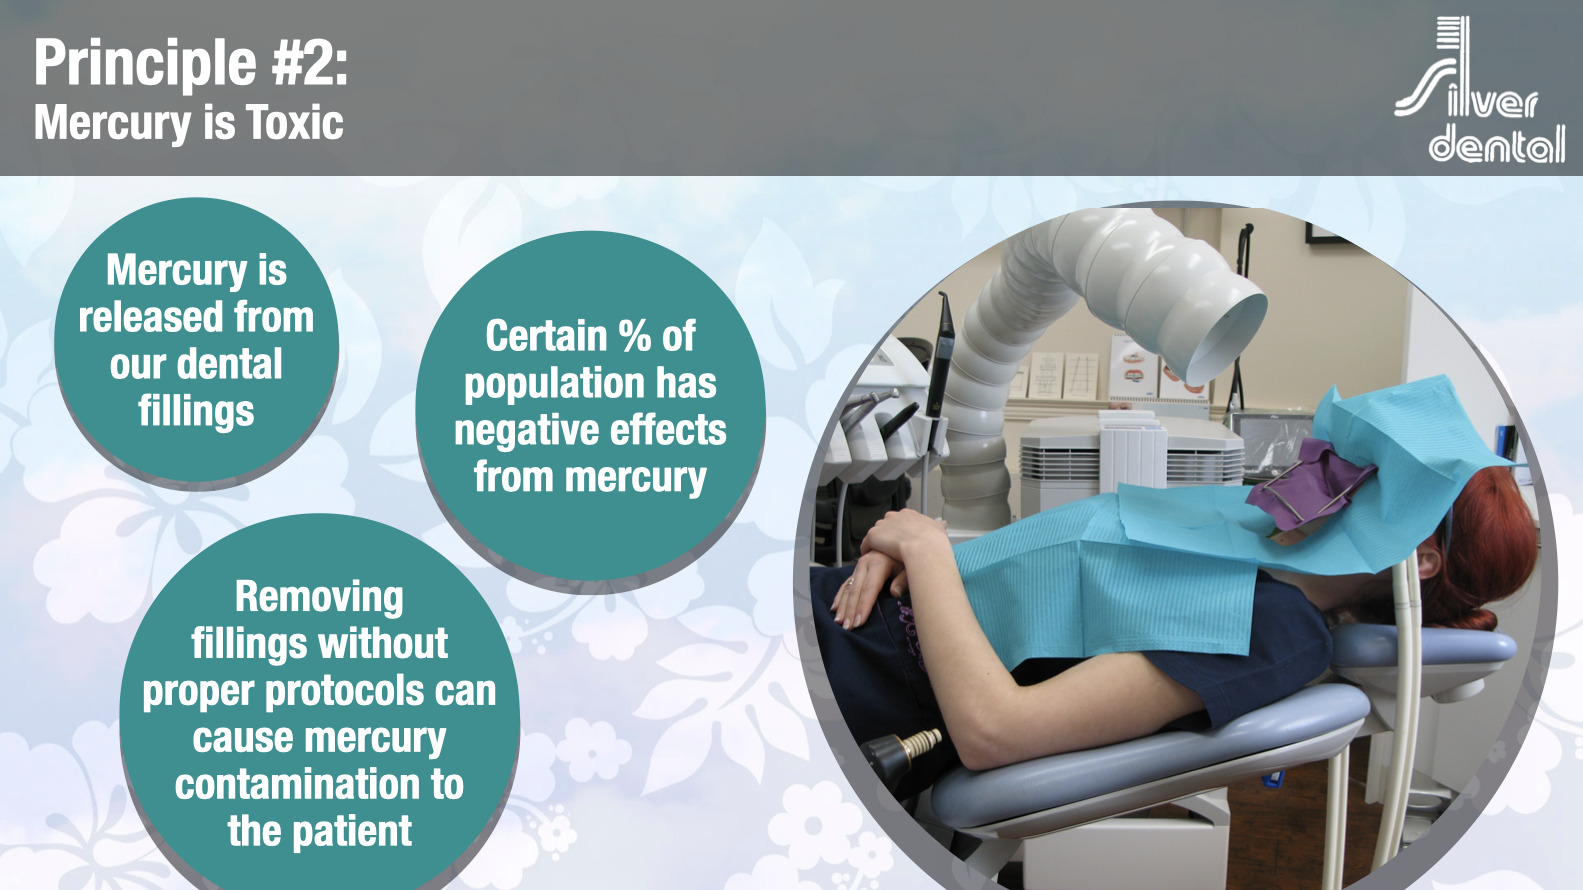 Principle #2:
Mercury is Toxic
Silver
dental
Mercury is
released from
our dental
fillings
Certain % of
population has
negative effects
from mercury
Removing
fillings without
proper protocols can
cause mercury
contamination to
the patient